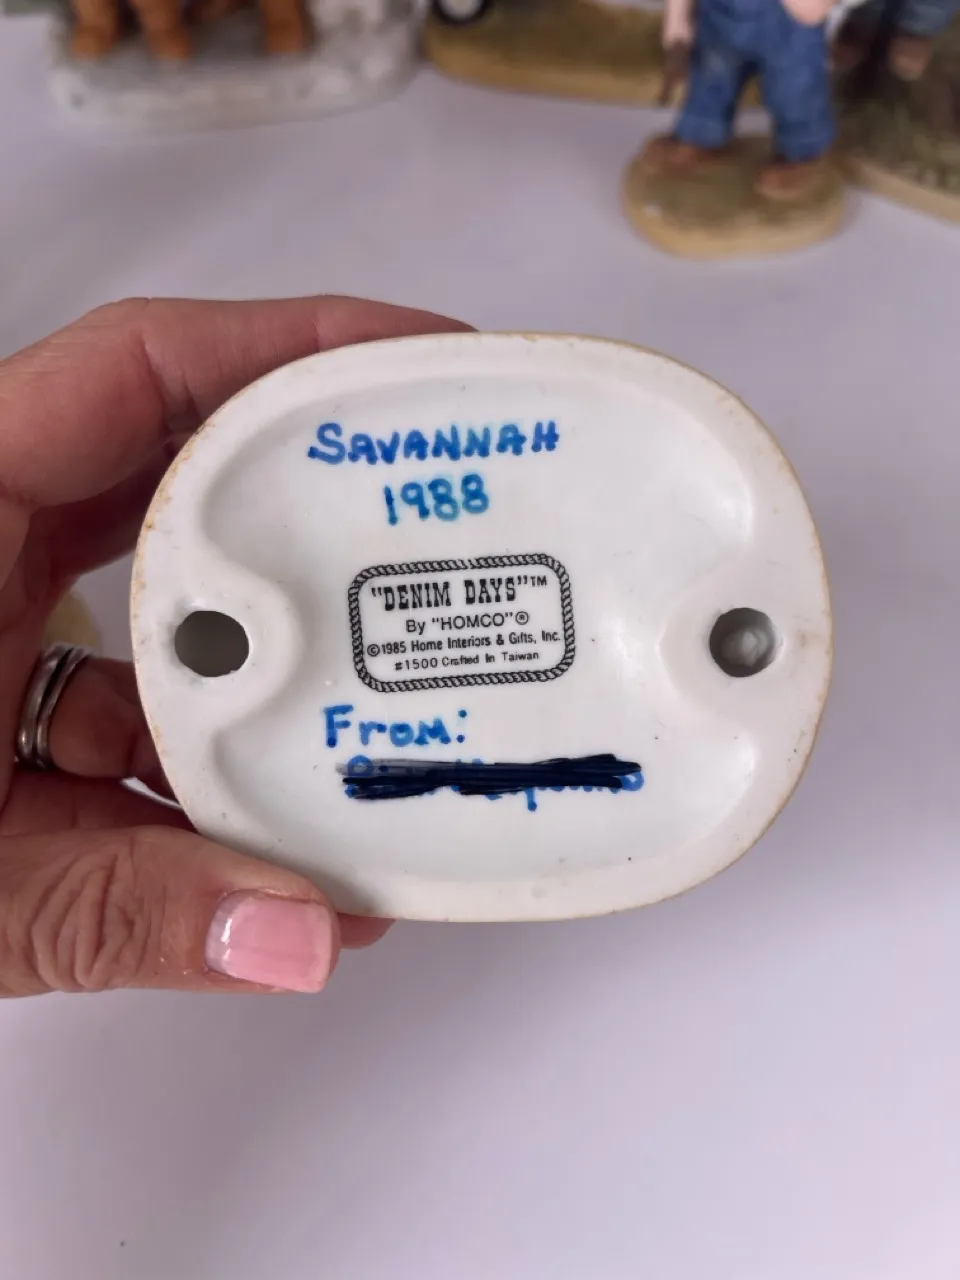 SAVANNAH
1988
"DENIM DAYS"™
By "HOMCO"®
©1985 Home Interiors & Gifts, Inc.
#1500 Crafted In Taiwan
From: